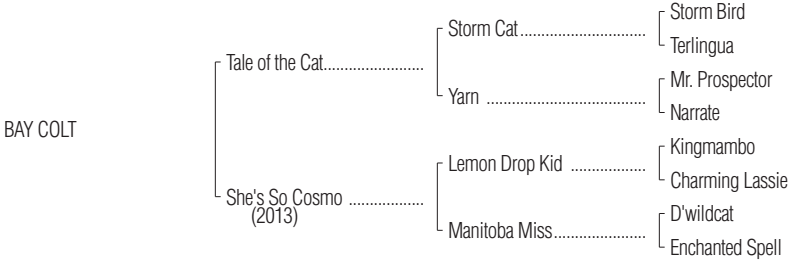 Storm Bird
Storm Cat..............................
Terlingua
Tale of the Cat........................
Mr. Prospector
Yarn ......................................
Narrate
BAY COLT
Kingmambo
Lemon Drop Kid ..................
Charming Lassie
She's So Cosmo ..................
(2013)
D'wildcat
Manitoba Miss......................
Enchanted Spell